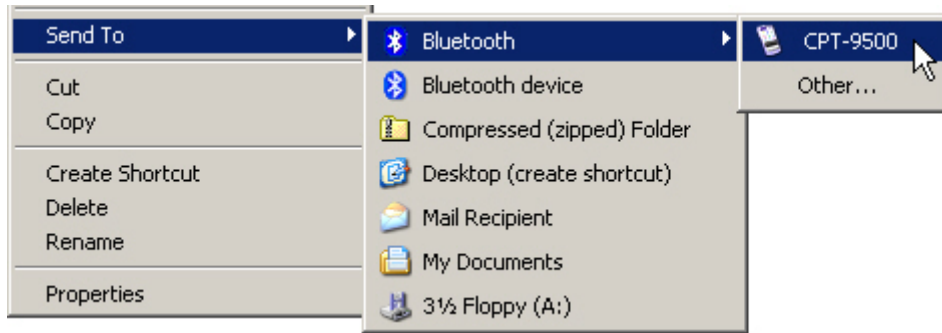 Send To
Cut
Copy
Create Shortcut
Delete
Rename
Properties
Bluetooth
Bluetooth device
Compressed (zipped) Folder
Desktop (create shortcut)
Mail Recipient
My Documents
3½ Floppy (A:)
CPT-9500
Other...